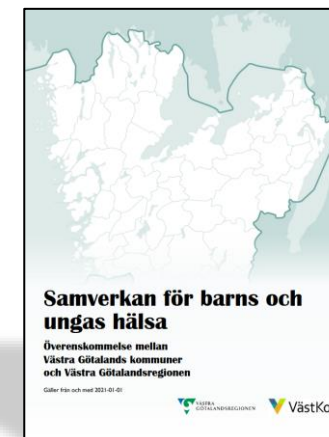 Samverkan för barns och
ungas hälsa
Överenskommelse mellan
Västra Götalands kommuner
och Västra Götalandsregionen
Gäller från och med 2021-01-01
VÄSTRA
GÖTALANDSREGIONEN
VästKo